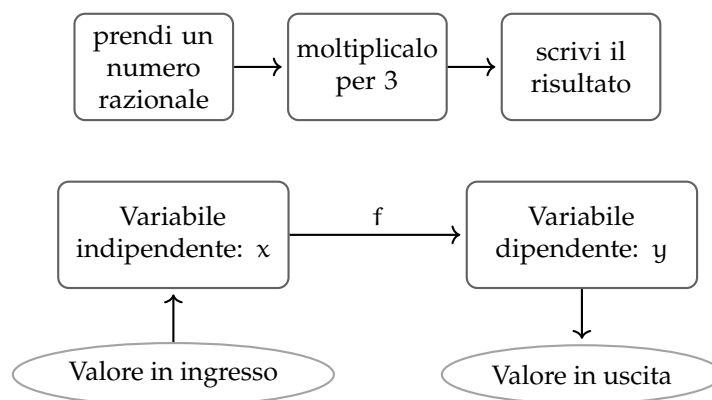 prendi un
numero
razionale
moltiplicalo
per 3
scrivi il
risultato
Variabile
indipendente: x
f
Variabile
dipendente: y
Valore in ingresso
Valore in uscita